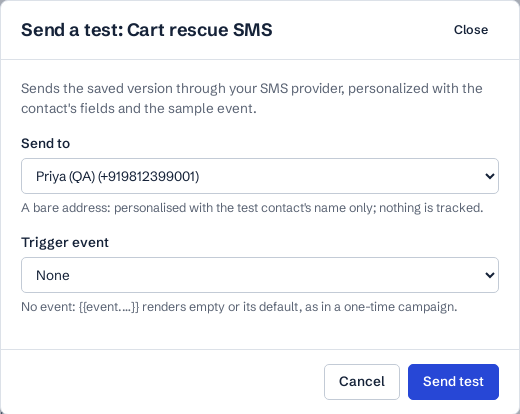 Send a test: Cart rescue SMS
Close
Sends the saved version through your SMS provider, personalized with the
contact's fields and the sample event.
Send to
Priya (QA) (+919812399001)
A bare address: personalised with the test contact's name only; nothing is tracked.
Trigger event
None
No event: {{event....}} renders empty or its default, as in a one-time campaign.
Cancel
Send test